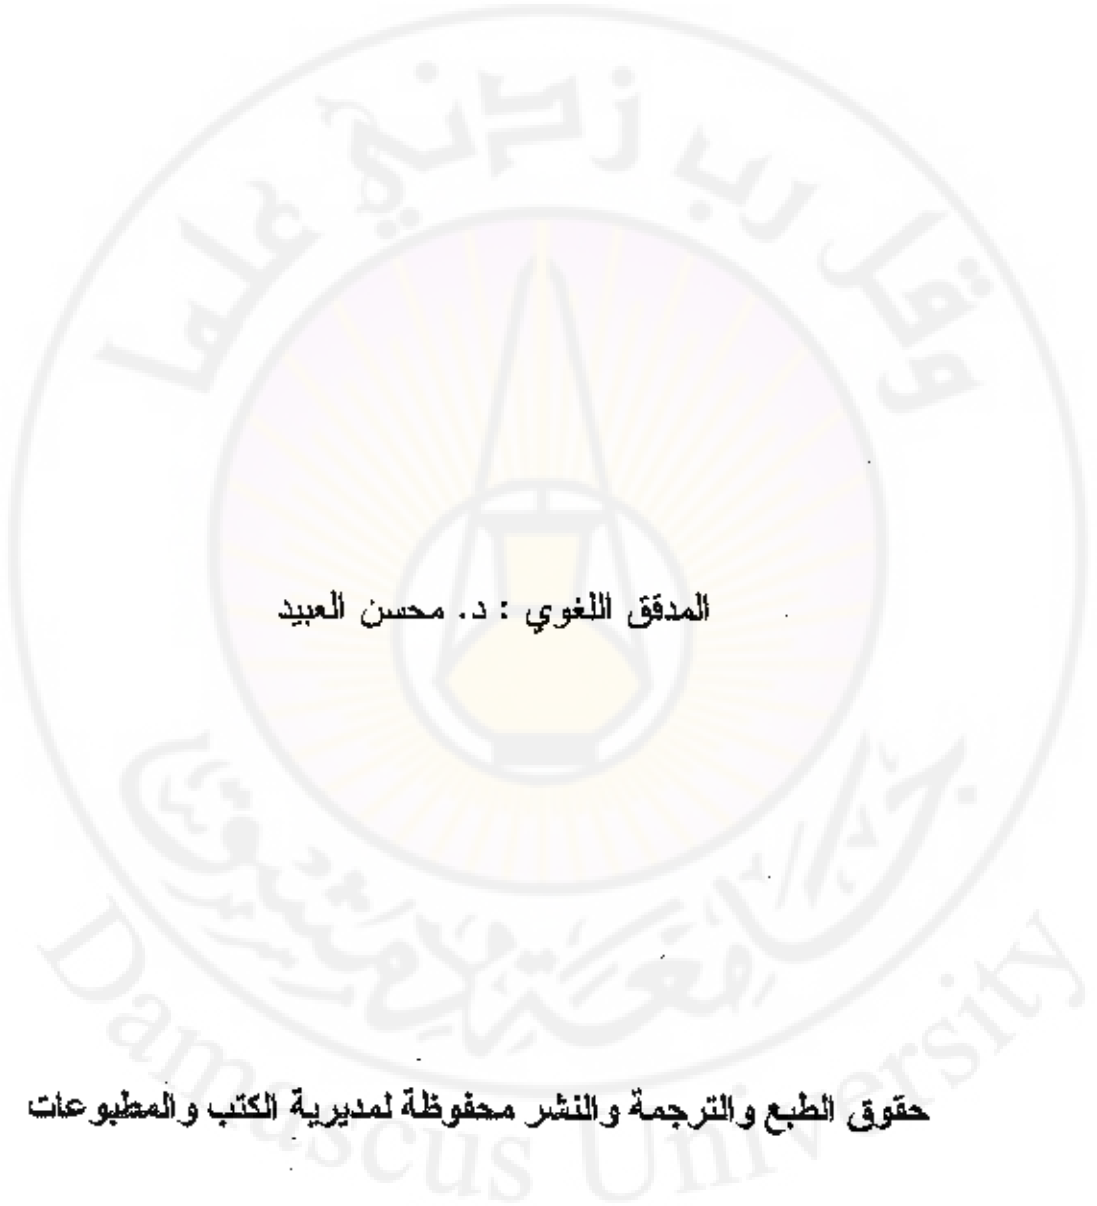 وقل رب زدني علما
المدقق اللغوي : د. محسن العبيد
جامعة دمشق
Damascus University
حقوق الطبع والترجمة والنشر محفوظة لمديرية الكتب والمطبوعات